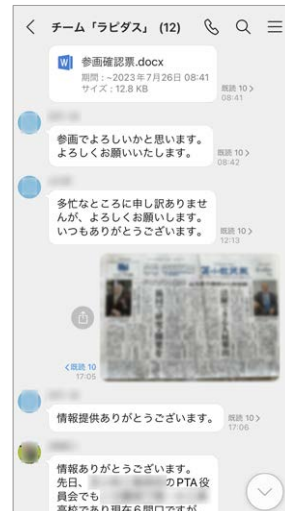 チーム「ラピダス」 (12)
参画確認票.docx
期間：~2023年7月26日 08:41
サイズ：12.8 KB
既読 10
08:41
参画でよろしいかと思います。
よろしくお願いいたします。
既読 10
08:42
多忙なところに申し訳ありませ
んが、よろしくお願いします。
いつもありがとうございます。
既読 10
12:13
既読 10
17:05
情報提供ありがとうございます。
既読 10
17:06
情報ありがとうございます。
先日、 のPTA役
員会でも
高校であり現在6間口ですが